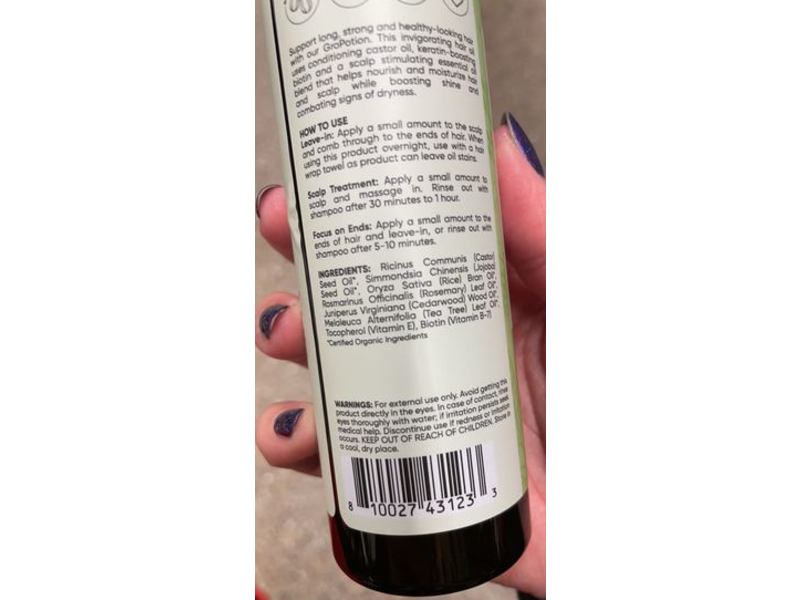 Support long, strong and healthy-looking hair
with our GroPotion. This invigorating hair oil
uses conditioning castor oil, keratin-boosting
biotin and a scalp stimulating essential oil
blend that helps nourish and moisturize hair
and scalp while boosting shine and
combating signs of dryness.
HOW TO USE
Leave-in: Apply a small amount to the scalp
and comb through to the ends of hair. When
using this product overnight, use with a hair
wrap towel as product can leave oil stains.
Scalp Treatment: Apply a small amount to
scalp and massage in. Rinse out with
shampoo after 30 minutes to 1 hour.
Focus on Ends: Apply a small amount to the
ends of hair and leave-in, or rinse out with
shampoo after 5-10 minutes.
INGREDIENTS: Ricinus Communis (Castor)
Seed Oil*, Simmondsia Chinensis (Jojoba)
Seed Oil*, Oryza Sativa (Rice) Bran Oil*,
Rosmarinus Officinalis (Rosemary) Leaf Oil*,
Juniperus Virginiana (Cedarwood) Wood Oil*,
Melaleuca Alternifolia (Tea Tree) Leaf Oil*,
Tocopherol (Vitamin E), Biotin (Vitamin B-7)
*Certified Organic Ingredients
WARNINGS: For external use only. Avoid getting this
product directly in the eyes. In case of contact, rinse
eyes thoroughly with water; if irritation persists seek
medical help. Discontinue use if redness or irritation
occurs. KEEP OUT OF REACH OF CHILDREN. Store in
a cool, dry place.
8 10027 43123 3